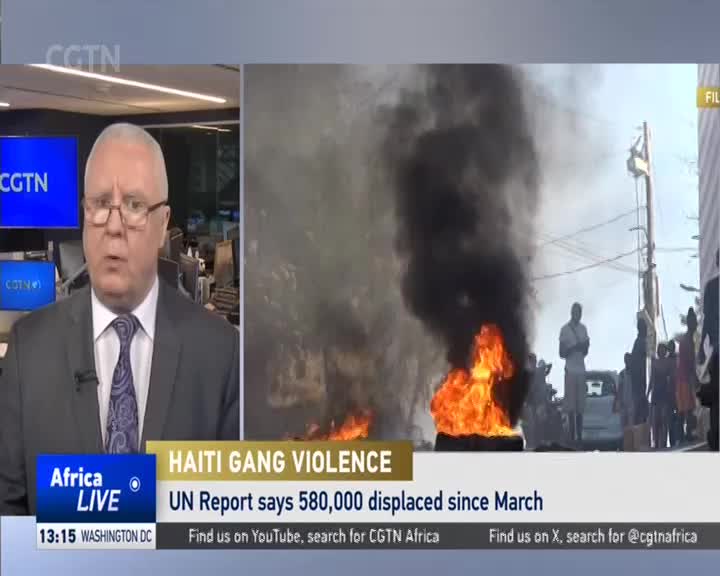 CGTN
FIL
CGTN
CGTN
HAITI GANG VIOLENCE
Africa
LIVE
UN Report says 580,000 displaced since March
13:15 WASHINGTON DC
Find us on YouTube, search for CGTN Africa
Find us on X, search for @cgtnafrica